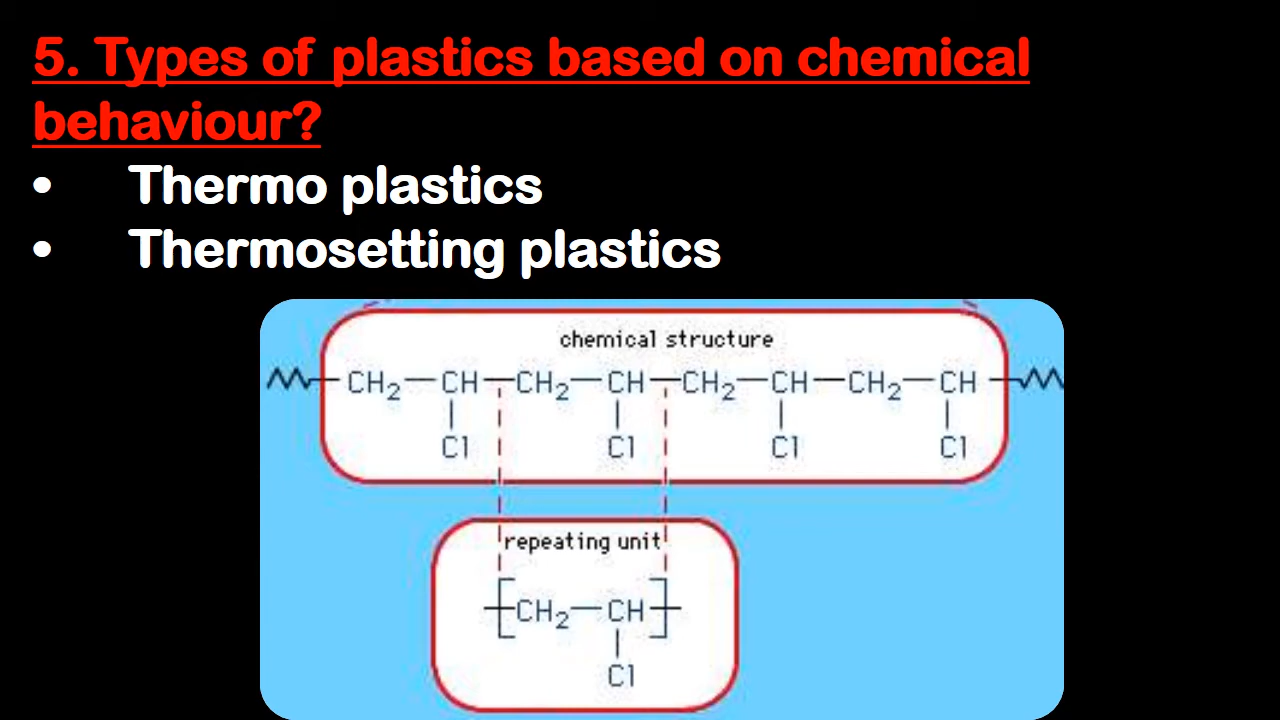 5. Types of plastics based on chemical
behaviour?
• Thermo plastics
• Thermosetting plastics
chemical structure
CH₂—CH—CH₂—CH—CH₂—CH—CH₂—CH
Cl Cl Cl Cl
repeating unit
[CH₂—CH]
Cl